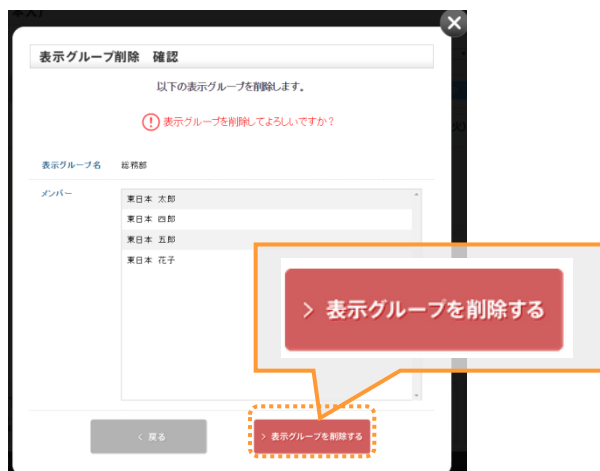 表示グループ削除　確認
以下の表示グループを削除します。
! 表示グループを削除してよろしいですか？
表示グループ名 総務部
メンバー
東日本 太郎
東日本 四郎
東日本 五郎
東日本 花子
> 表示グループを削除する
< 戻る
> 表示グループを削除する